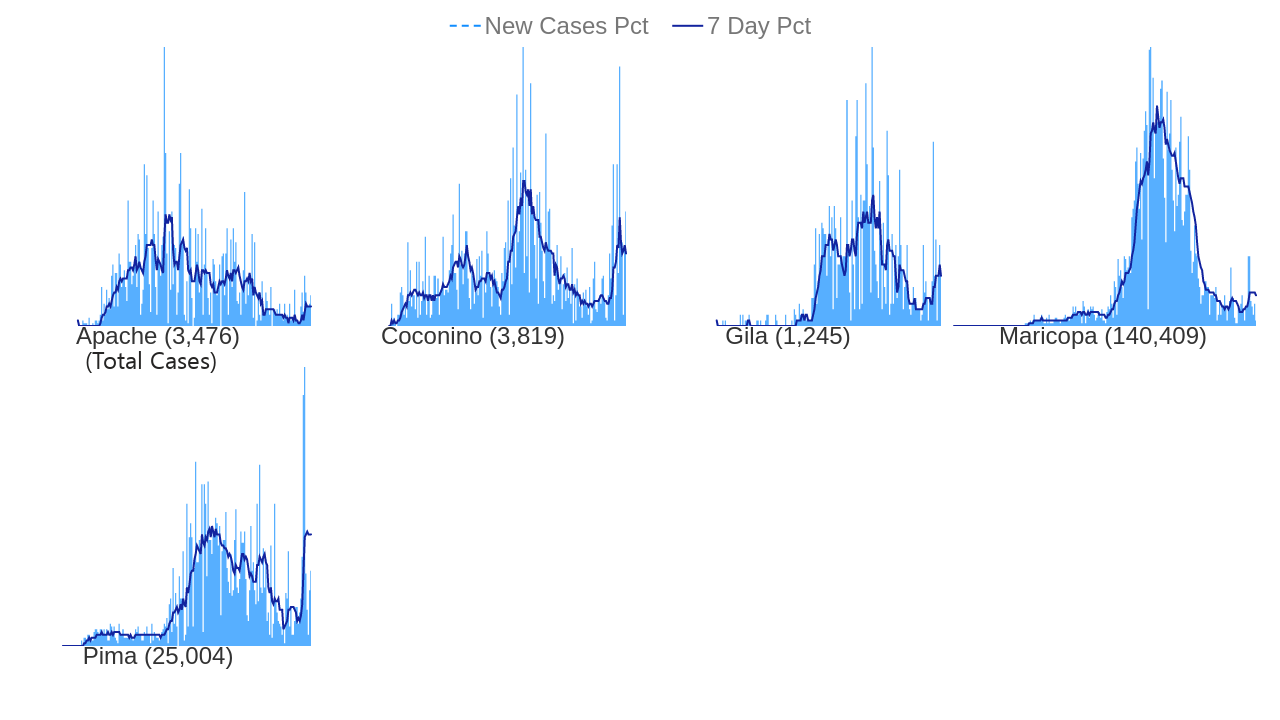 New Cases Pct 7 Day Pct
Apache (3,476) Coconino (3,819) Gila (1,245) Maricopa (140,409)
(Total Cases)
Pima (25,004)